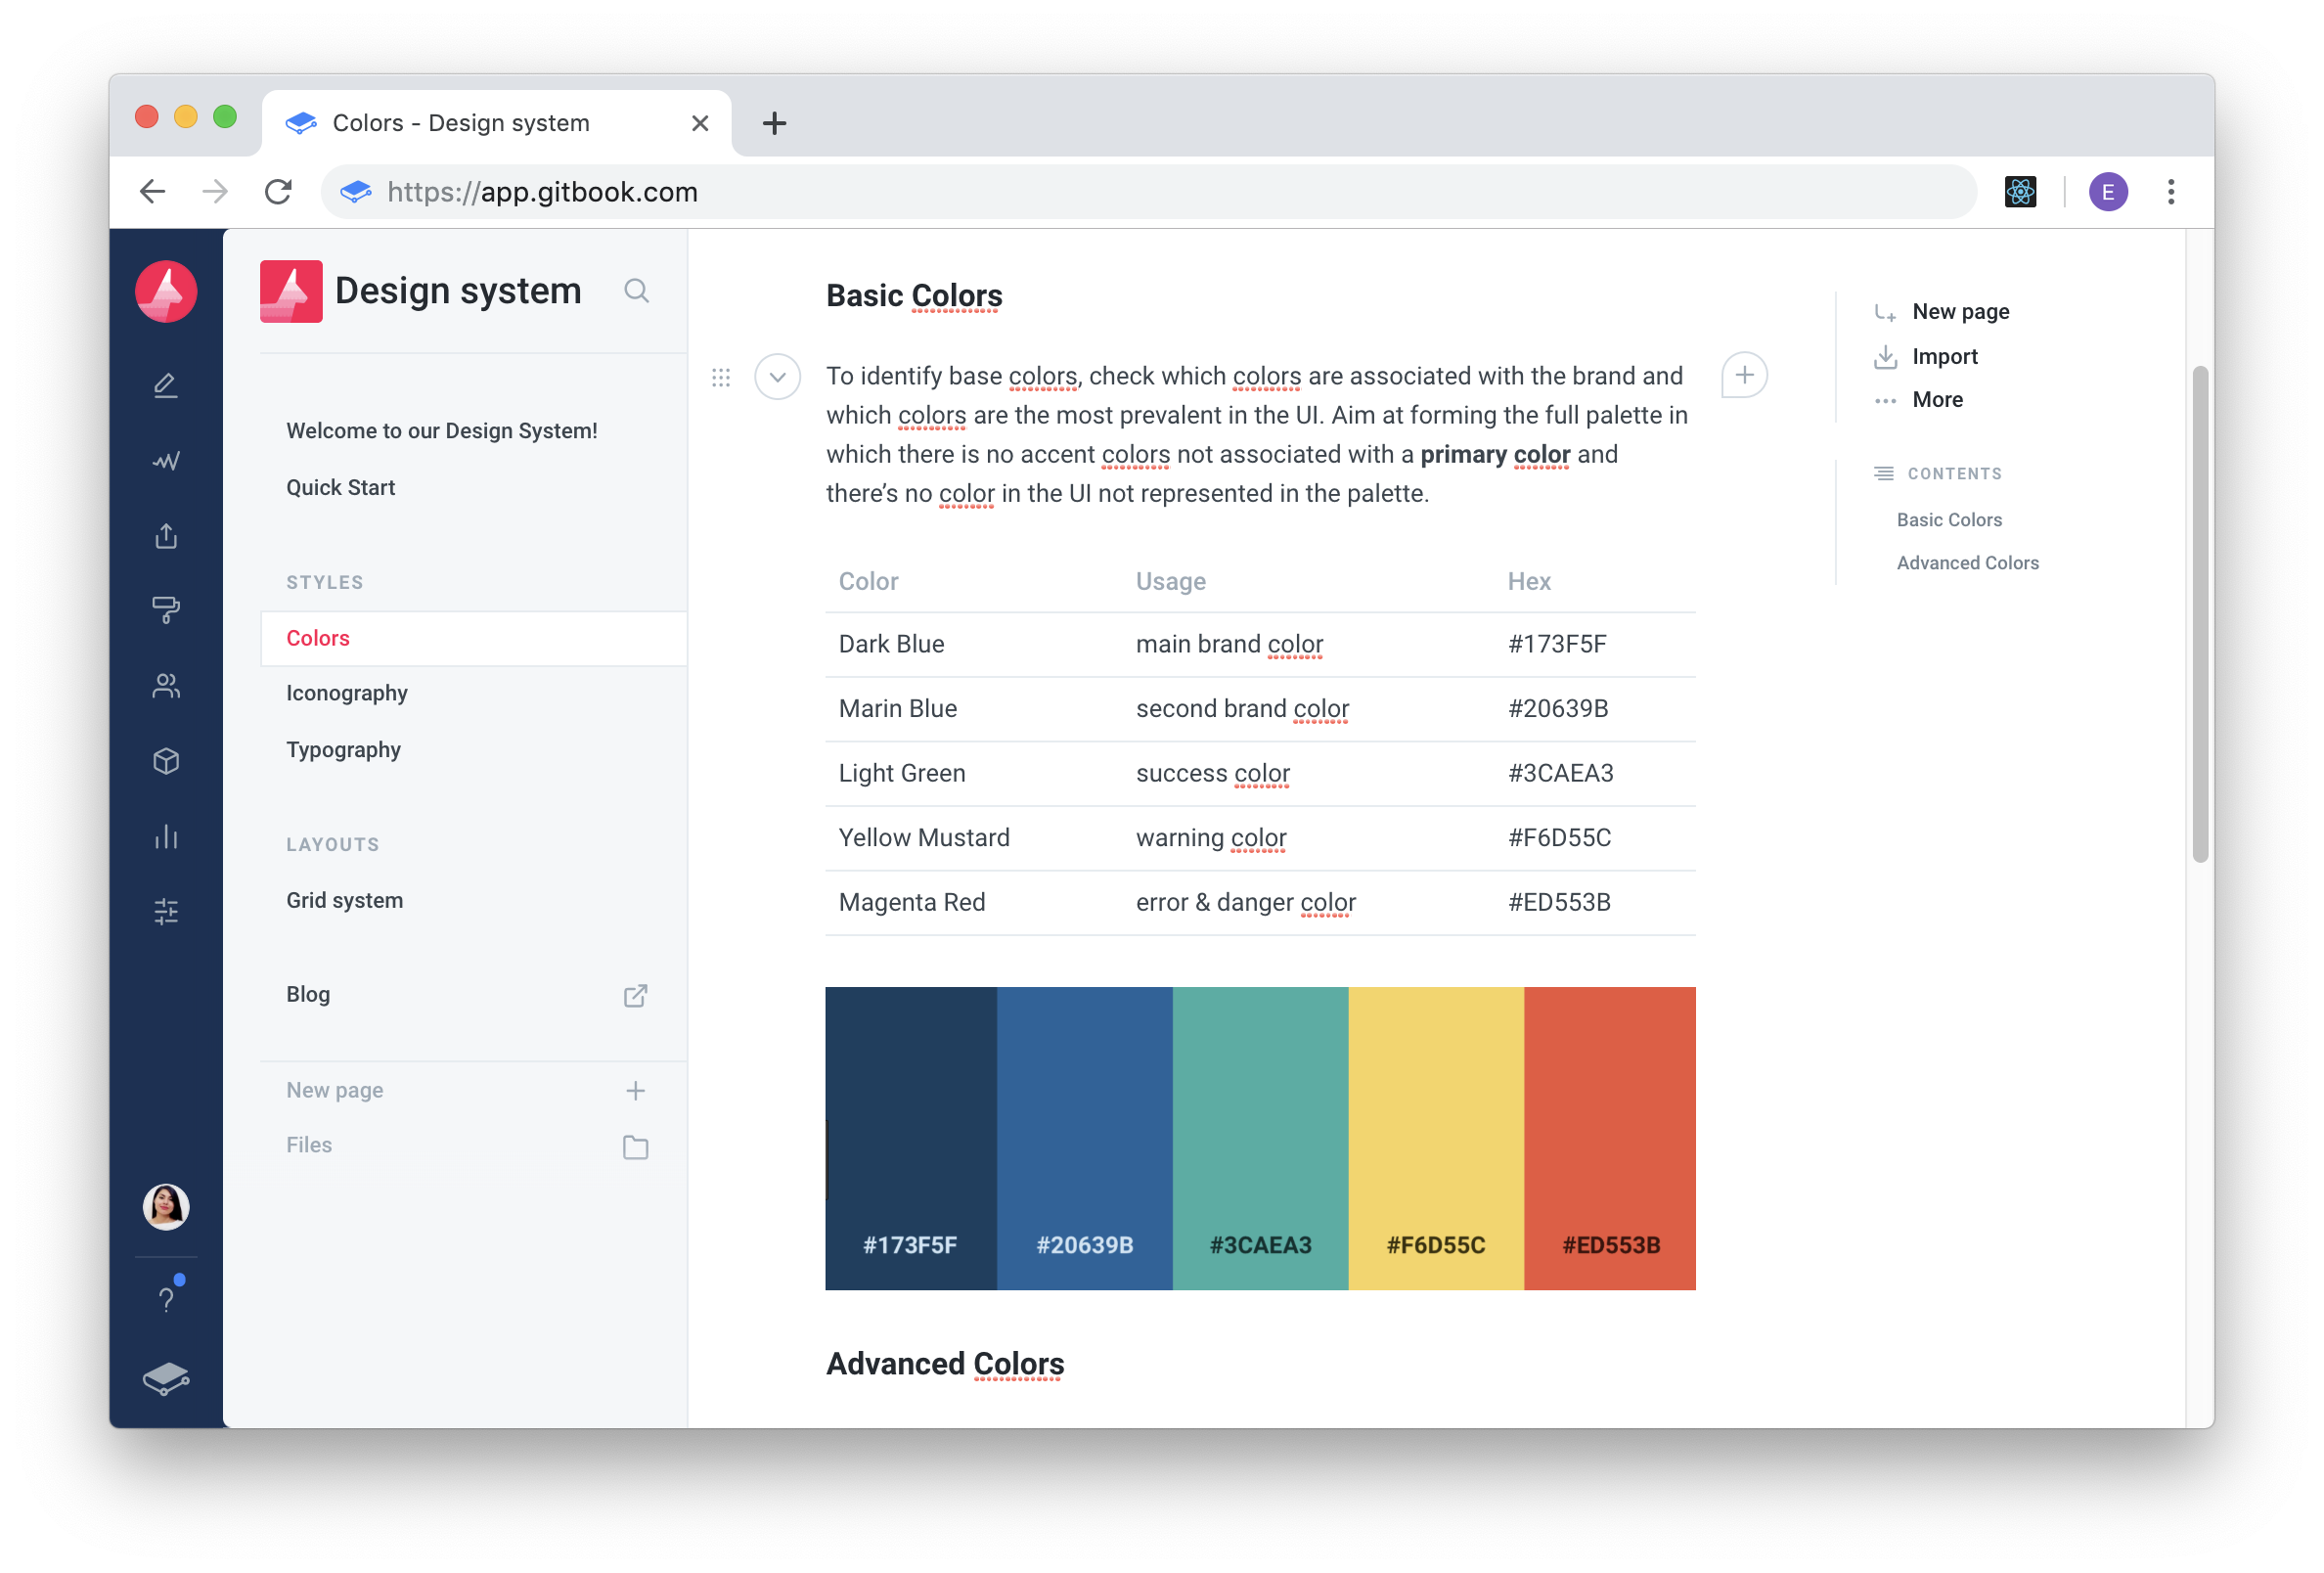 Colors - Design system
https://app.gitbook.com
E
Design system
Welcome to our Design System!
Quick Start
STYLES
Colors
Iconography
Typography
LAYOUTS
Grid system
Blog
New page
Files
Basic Colors
To identify base colors, check which colors are associated with the brand and
which colors are the most prevalent in the UI. Aim at forming the full palette in
which there is no accent colors not associated with a primary color and
there’s no color in the UI not represented in the palette.
Color Usage Hex
Dark Blue main brand color #173F5F
Marin Blue second brand color #20639B
Light Green success color #3CAEA3
Yellow Mustard warning color #F6D55C
Magenta Red error & danger color #ED553B
#173F5F #20639B #3CAEA3 #F6D55C #ED553B
Advanced Colors
New page
Import
More
CONTENTS
Basic Colors
Advanced Colors